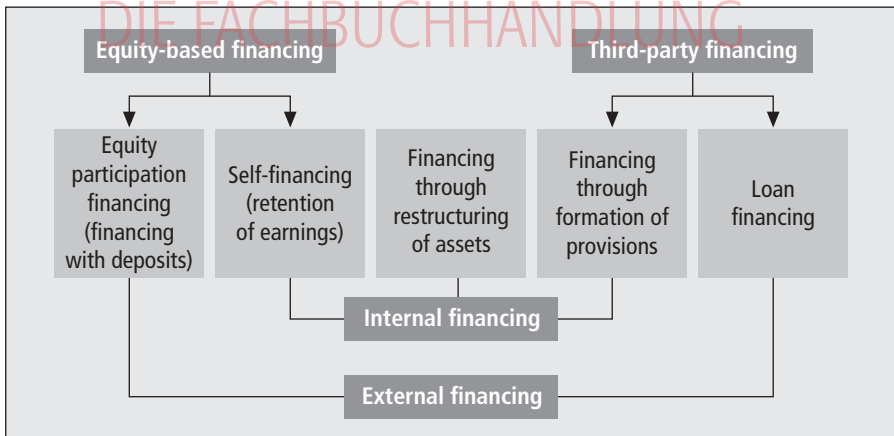 DIE FACHBUCHHANDLUNG
Equity-based financing
Third-party financing
Equity
participation
financing
(financing
with deposits)
Self-financing
(retention
of earnings)
Financing
through
restructuring
of assets
Financing
through
formation of
provisions
Loan
financing
Internal financing
External financing